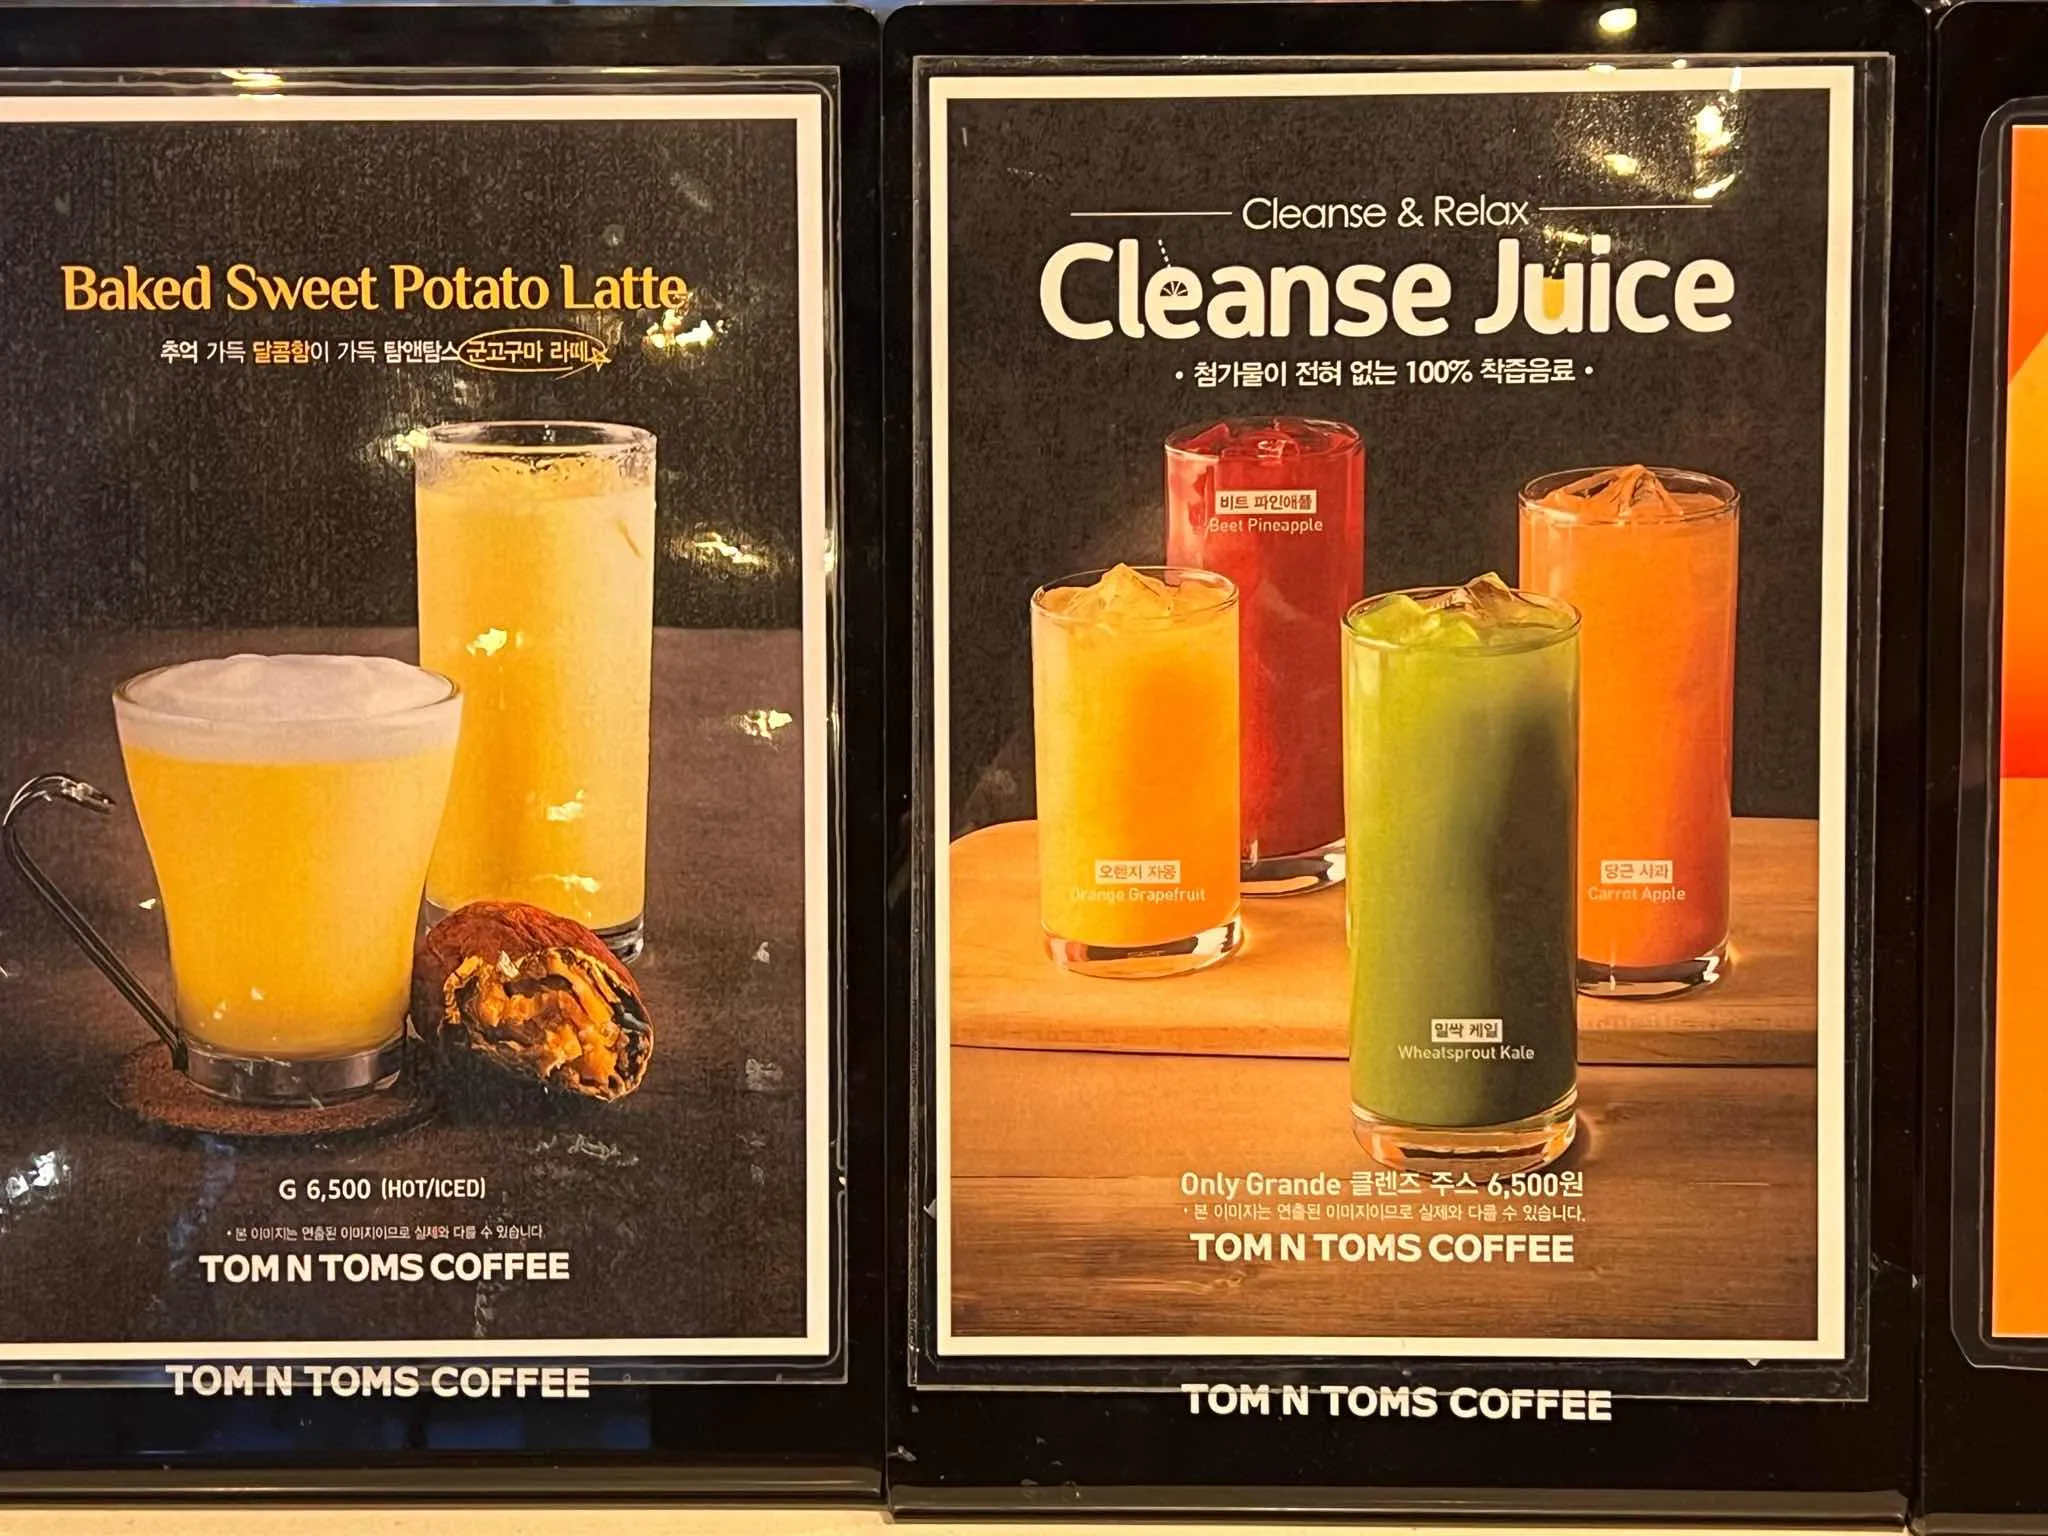 Baked Sweet Potato Latte
추억 가득 달콤함이 가득 탐앤탐스 군고구마 라떼
G 6,500 (HOT/ICED)
• 본 이미지는 연출된 이미지이므로 실제와 다를 수 있습니다.
TOM N TOMS COFFEE
TOM N TOMS COFFEE
Cleanse & Relax
Cleanse Juice
• 첨가물이 전혀 없는 100% 착즙음료 •
비트 파인애플
Beet Pineapple
오렌지 자몽
Orange Grapefruit
당근 사과
Carrot Apple
밀싹 케일
Wheatsprout Kale
Only Grande 클렌즈 주스 6,500원
• 본 이미지는 연출된 이미지이므로 실제와 다를 수 있습니다.
TOM N TOMS COFFEE
TOM N TOMS COFFEE